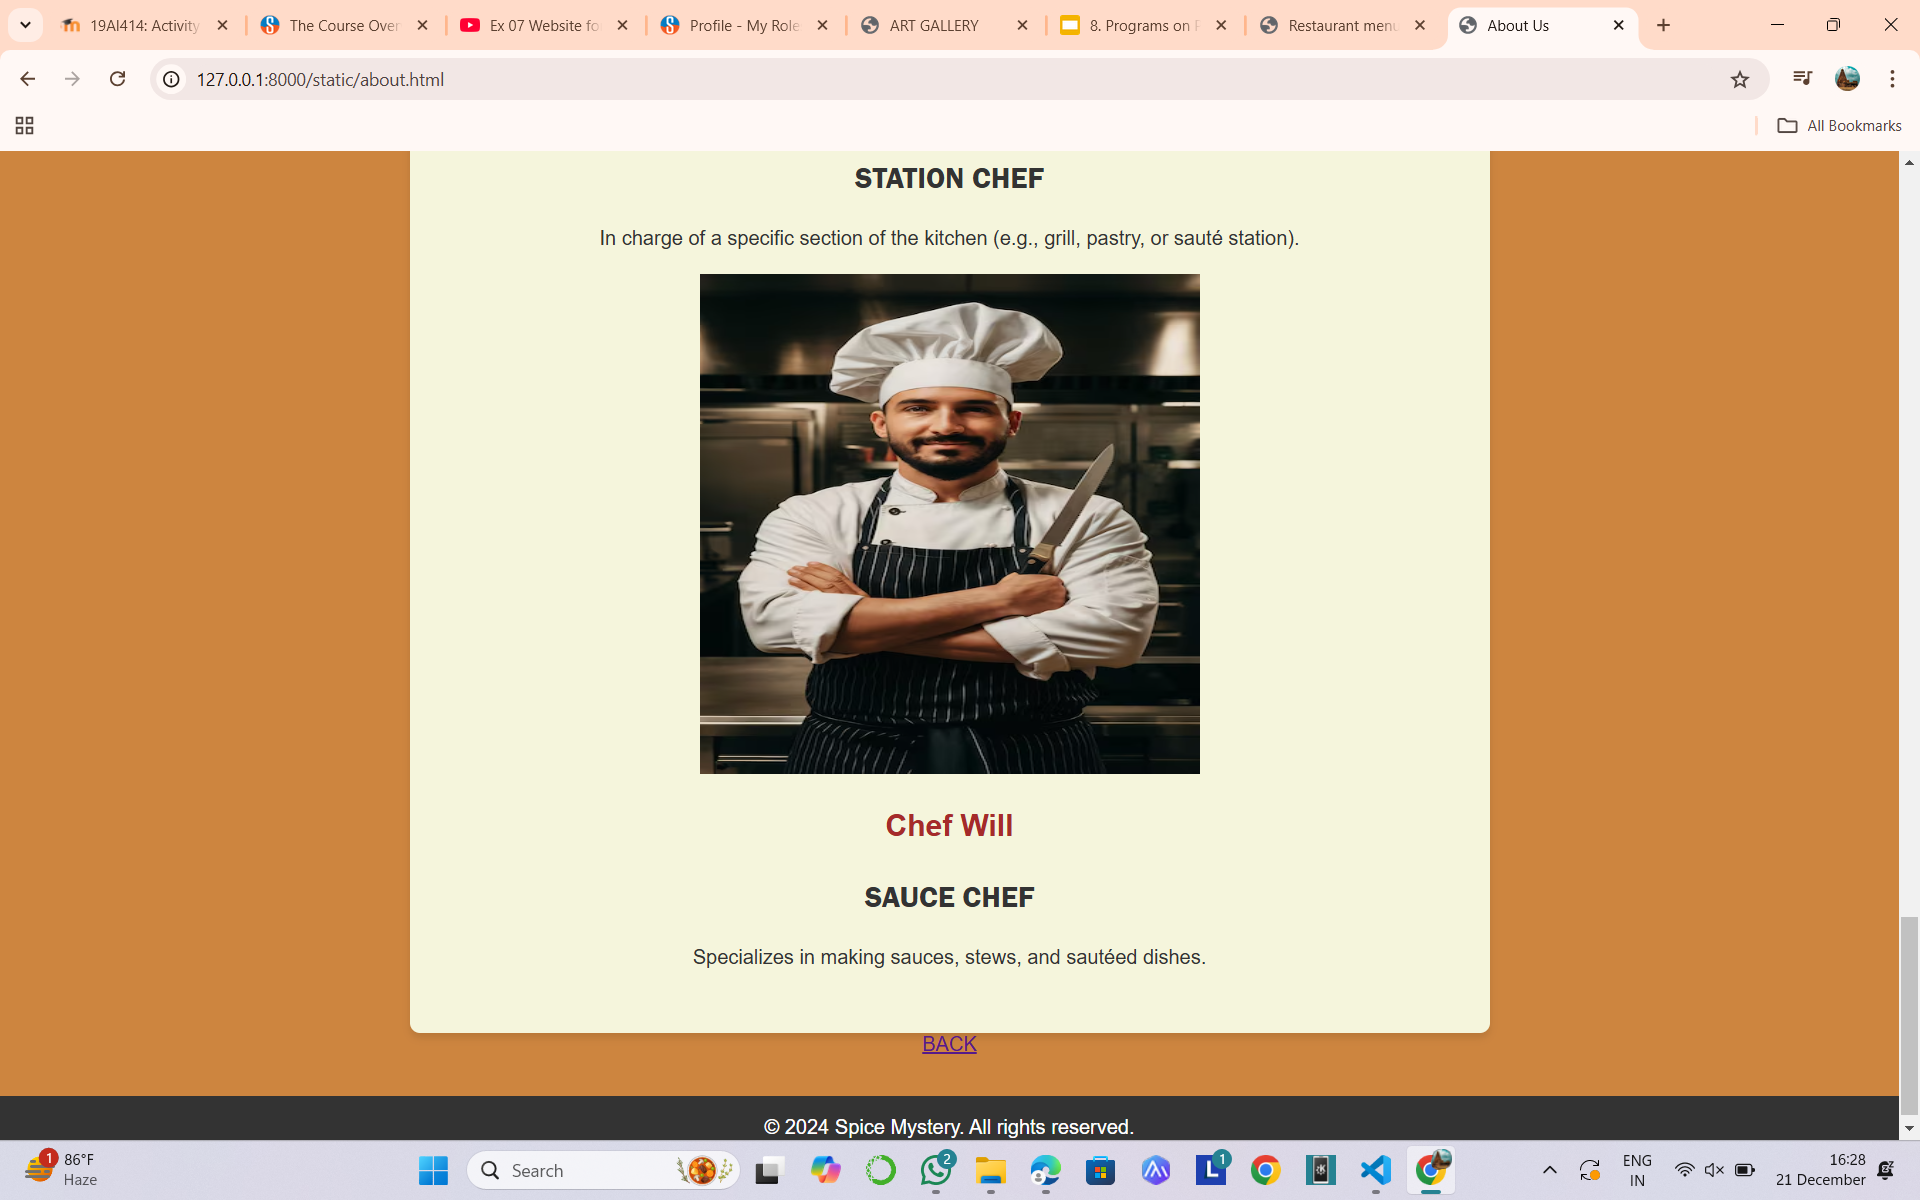 19AI414: Activity
The Course Over
Ex 07 Website fo
Profile - My Role
ART GALLERY
8. Programs on F
Restaurant menu
About Us
127.0.0.1:8000/static/about.html
All Bookmarks
STATION CHEF
In charge of a specific section of the kitchen (e.g., grill, pastry, or sauté station).
Chef Will
SAUCE CHEF
Specializes in making sauces, stews, and sautéed dishes.
BACK
© 2024 Spice Mystery. All rights reserved.
1
86°F
Haze
Search
2
1
ENG
IN
16:28
21 December